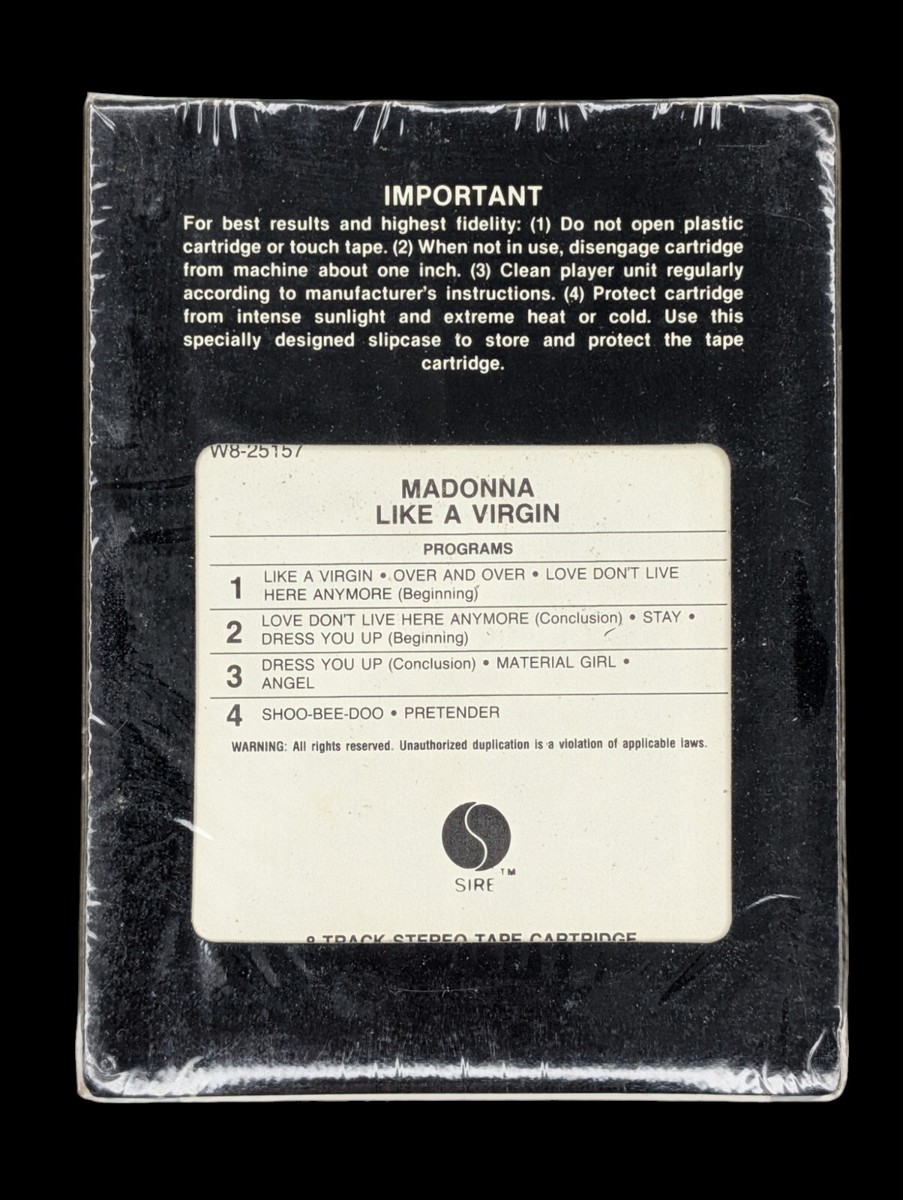 IMPORTANT
For best results and highest fidelity: (1) Do not open plastic
cartridge or touch tape. (2) When not in use, disengage cartridge
from machine about one inch. (3) Clean player unit regularly
according to manufacturer's instructions. (4) Protect cartridge
from intense sunlight and extreme heat or cold. Use this
specially designed slipcase to store and protect the tape
cartridge.
W8-25157
MADONNA
LIKE A VIRGIN
PROGRAMS
1 LIKE A VIRGIN • OVER AND OVER • LOVE DON'T LIVE
HERE ANYMORE (Beginning)
2 LOVE DON'T LIVE HERE ANYMORE (Conclusion) • STAY •
DRESS YOU UP (Beginning)
3 DRESS YOU UP (Conclusion) • MATERIAL GIRL •
ANGEL
4 SHOO-BEE-DOO • PRETENDER
WARNING: All rights reserved. Unauthorized duplication is a violation of applicable laws.
SIRE™
8 TRACK STEREO TAPE CARTRIDGE